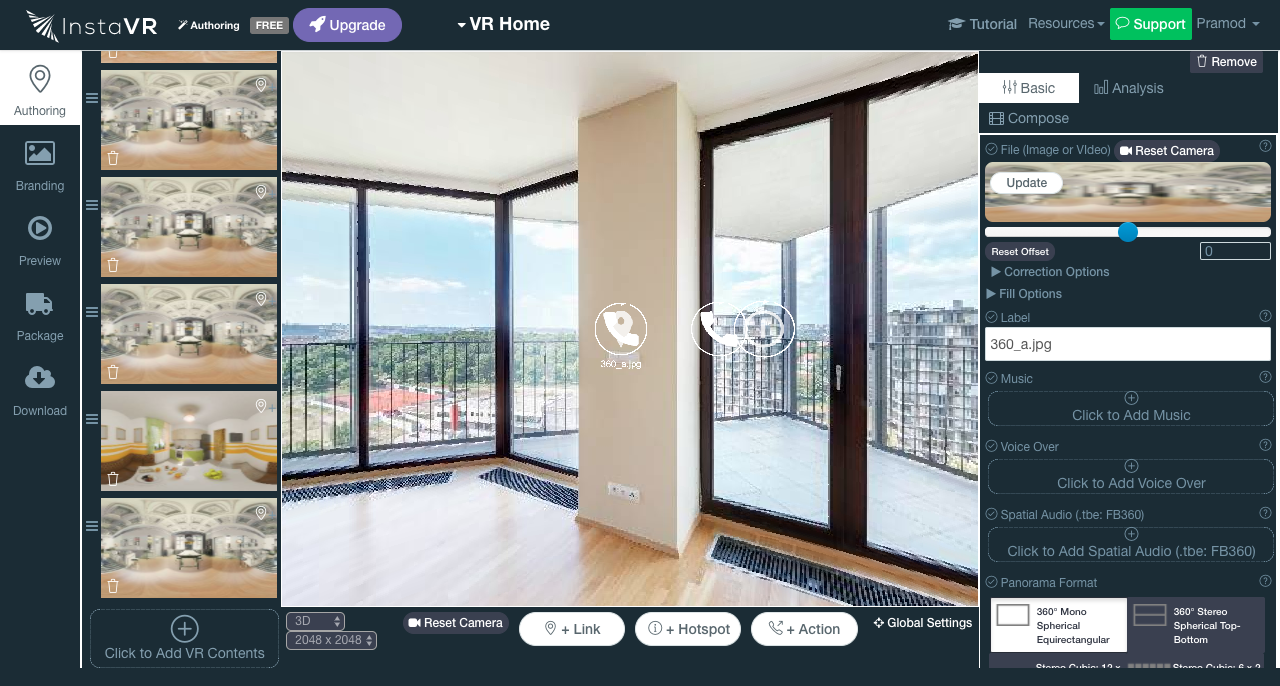 InstaVR
Authoring
FREE
Upgrade
VR Home
Tutorial
Resources
Support
Pramod
Authoring
Branding
Preview
Package
Download
Click to Add VR Contents
360_a.jpg
3D
2048 x 2048
Reset Camera
+ Link
+ Hotspot
+ Action
Global Settings
Remove
Basic
Analysis
Compose
File (Image or VIdeo)
Reset Camera
Update
Reset Offset
0
Correction Options
Fill Options
Label
360_a.jpg
Music
Click to Add Music
Voice Over
Click to Add Voice Over
Spatial Audio (.tbe: FB360)
Click to Add Spatial Audio (.tbe: FB360)
Panorama Format
360° Mono
Spherical
Equirectangular
360° Stereo
Spherical Top-
Bottom
Stereo Cubic: 12 x
Stereo Cubic: 6 x 2